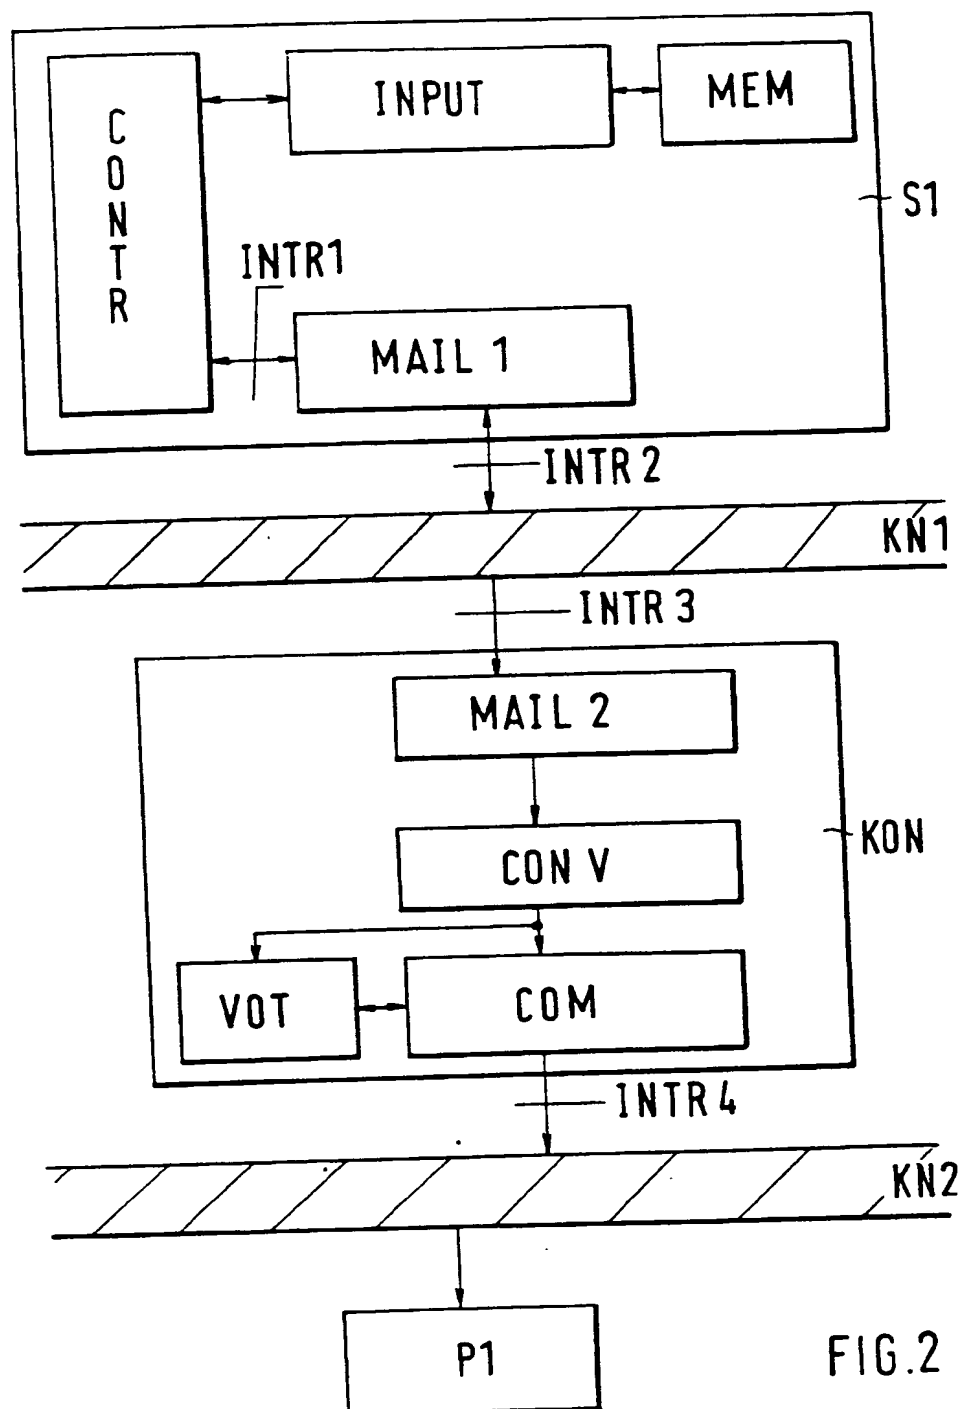 INPUT
MEM
CONTR
S1
INTR1
MAIL 1
INTR 2
KN1
INTR 3
MAIL 2
KON
CON V
VOT
COM
INTR 4
KN2
P1
FIG.2